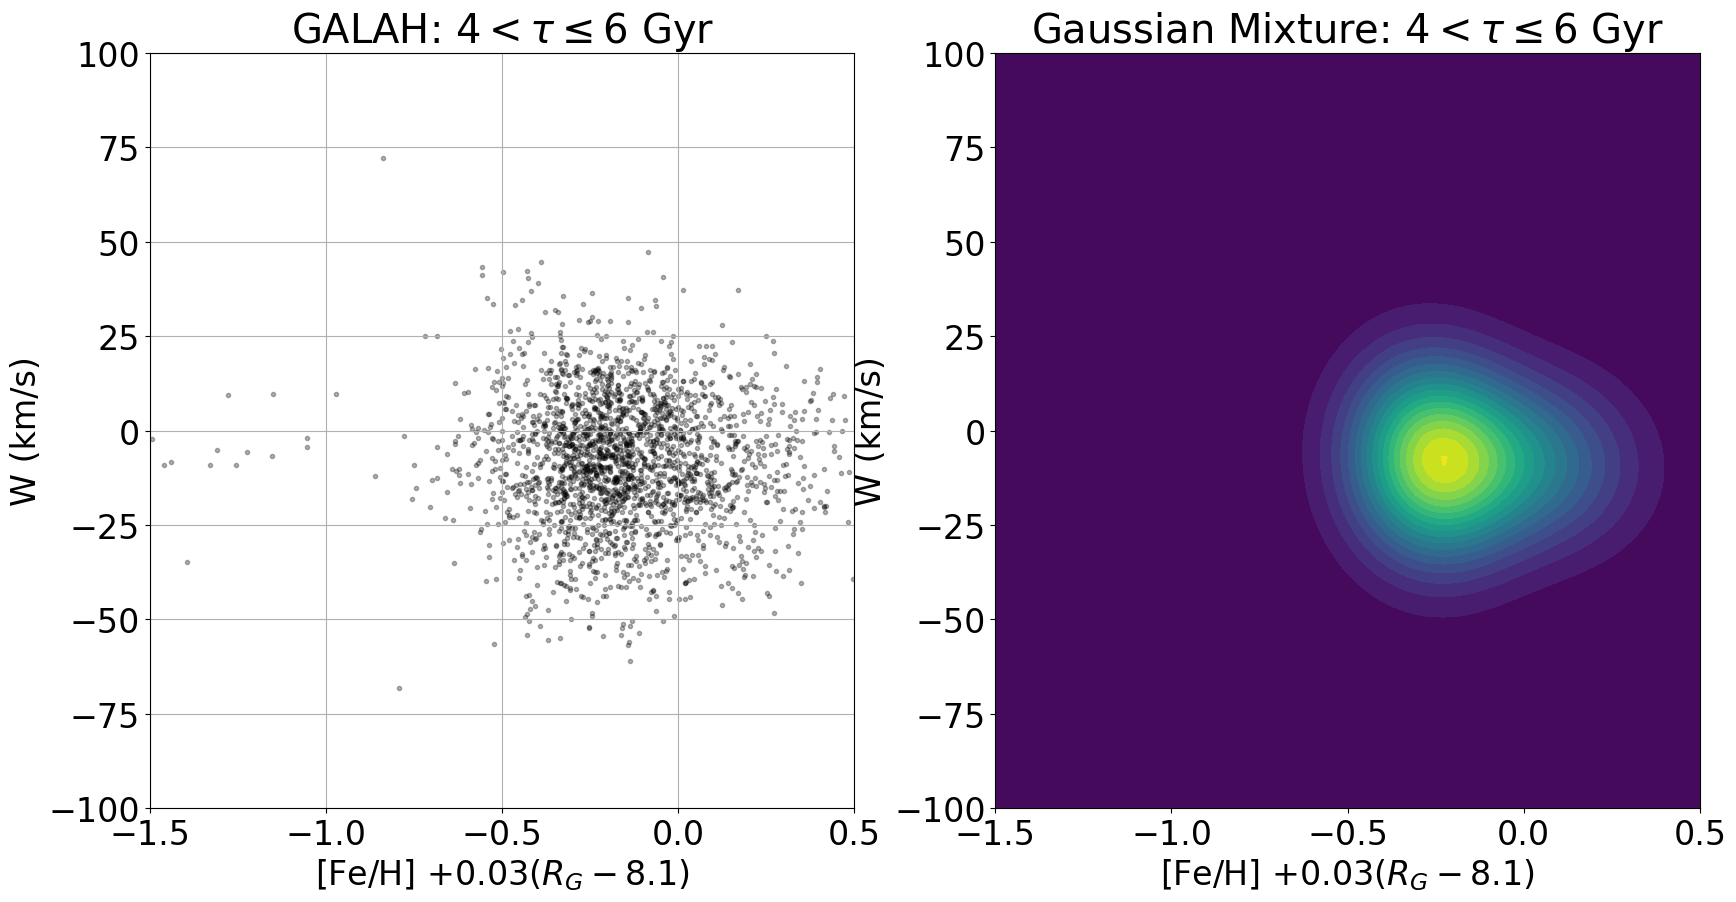 GALAH: 4 < τ ≤ 6 Gyr
100
75
50
25
0
−25
−50
−75
−100
W (km/s)
−1.5 −1.0 −0.5 0.0 0.5
[Fe/H] +0.03(R_G − 8.1)
Gaussian Mixture: 4 < τ ≤ 6 Gyr
100
75
50
25
0
−25
−50
−75
−100
W (km/s)
−1.5 −1.0 −0.5 0.0 0.5
[Fe/H] +0.03(R_G − 8.1)